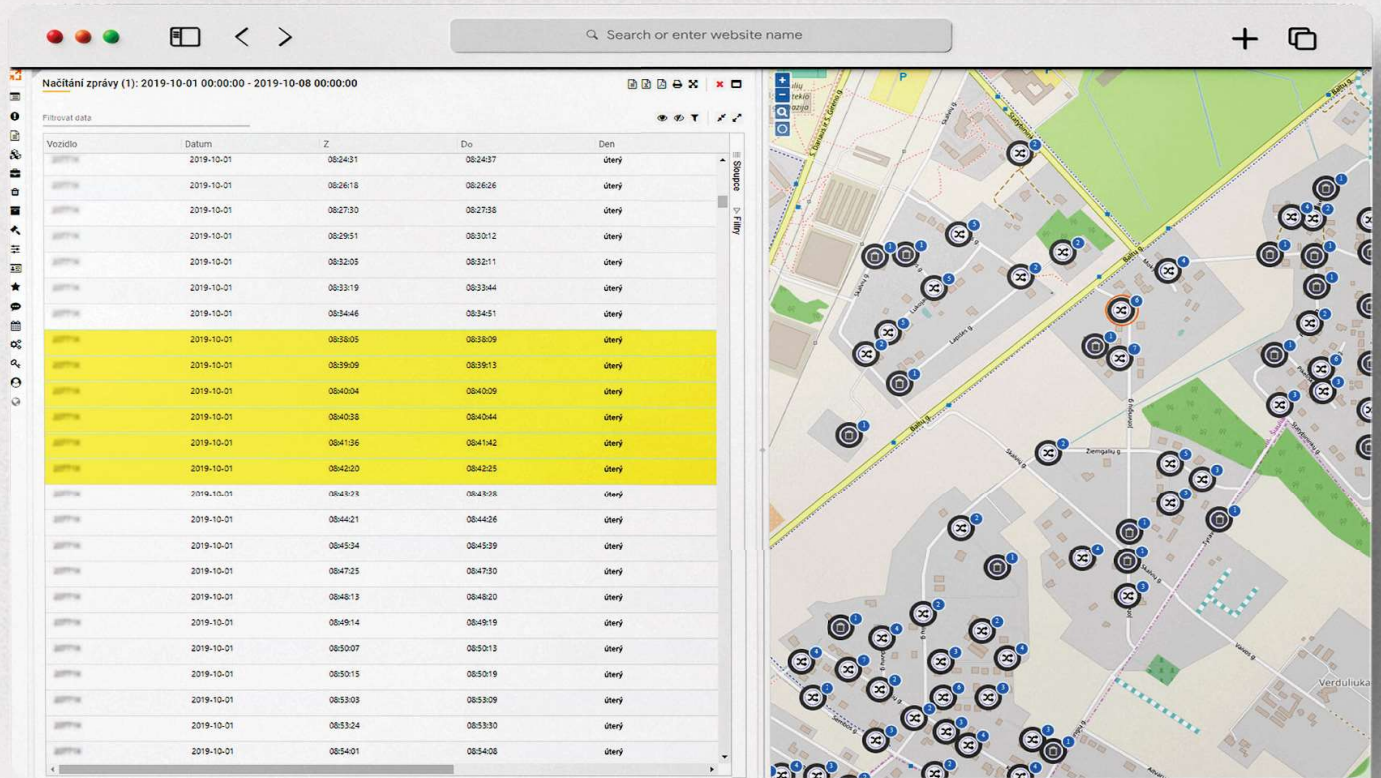 Search or enter website name
Načítání zprávy (1): 2019-10-01 00:00:00 - 2019-10-08 00:00:00
Filtrovat data
Vozidlo Datum Z Do Den
2019-10-01 08:24:31 08:24:37 úterý
2019-10-01 08:26:18 08:26:26 úterý
2019-10-01 08:27:30 08:27:38 úterý
2019-10-01 08:29:51 08:30:12 úterý
2019-10-01 08:32:05 08:32:11 úterý
2019-10-01 08:33:19 08:33:44 úterý
2019-10-01 08:34:46 08:34:51 úterý
2019-10-01 08:38:05 08:38:09 úterý
2019-10-01 08:39:09 08:39:13 úterý
2019-10-01 08:40:04 08:40:09 úterý
2019-10-01 08:40:38 08:40:44 úterý
2019-10-01 08:41:36 08:41:42 úterý
2019-10-01 08:42:20 08:42:25 úterý
2019-10-01 08:43:23 08:43:28 úterý
2019-10-01 08:44:21 08:44:26 úterý
2019-10-01 08:45:34 08:45:39 úterý
2019-10-01 08:47:25 08:47:30 úterý
2019-10-01 08:48:13 08:48:20 úterý
2019-10-01 08:49:14 08:49:19 úterý
2019-10-01 08:50:07 08:50:13 úterý
2019-10-01 08:50:15 08:50:19 úterý
2019-10-01 08:53:03 08:53:09 úterý
2019-10-01 08:53:24 08:53:30 úterý
2019-10-01 08:54:01 08:54:08 úterý
Sloupce
Filtry
P
S. Dariaus ir S. Girėno g.
Skalvių g.
Baltų g.
Lapušės g.
Baltų g.
Baltų g.
Skalvių g.
Žiemgalių g.
Skalvių g.
Vaivos g.
Sembos g.
Verduliukai